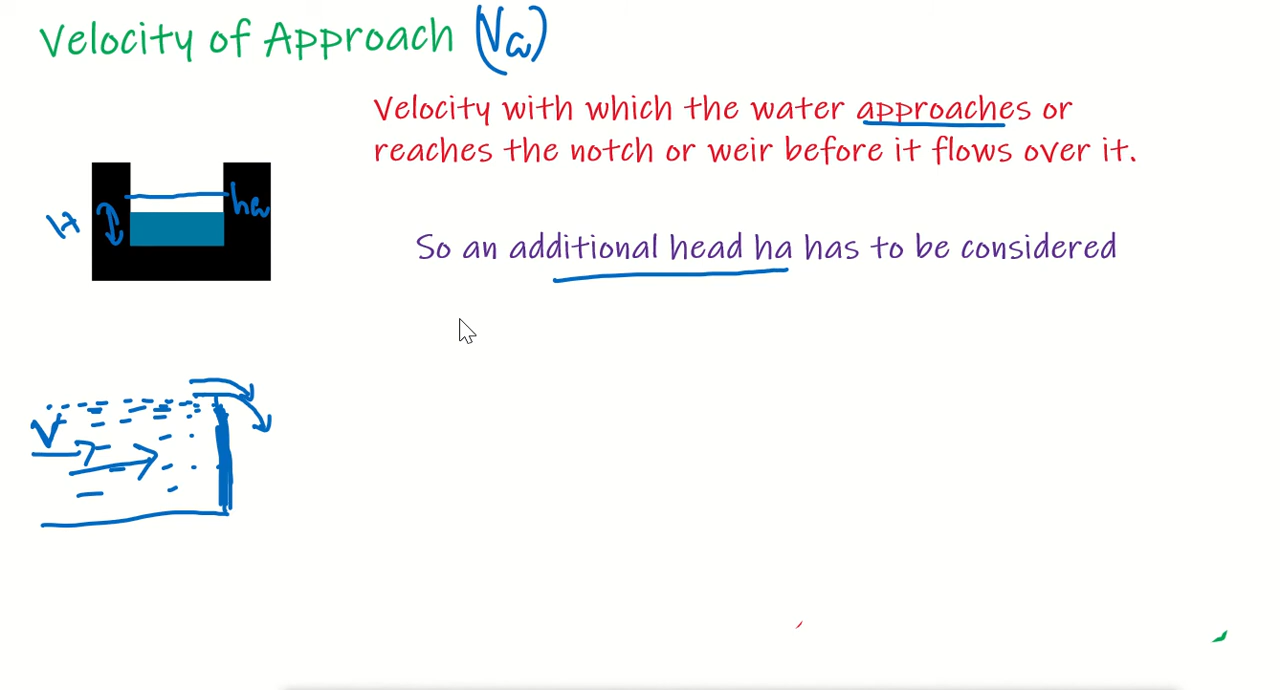 Velocity of Approach (Va)
Velocity with which the water approaches or
reaches the notch or weir before it flows over it.
H
ha
So an additional head ha has to be considered
V